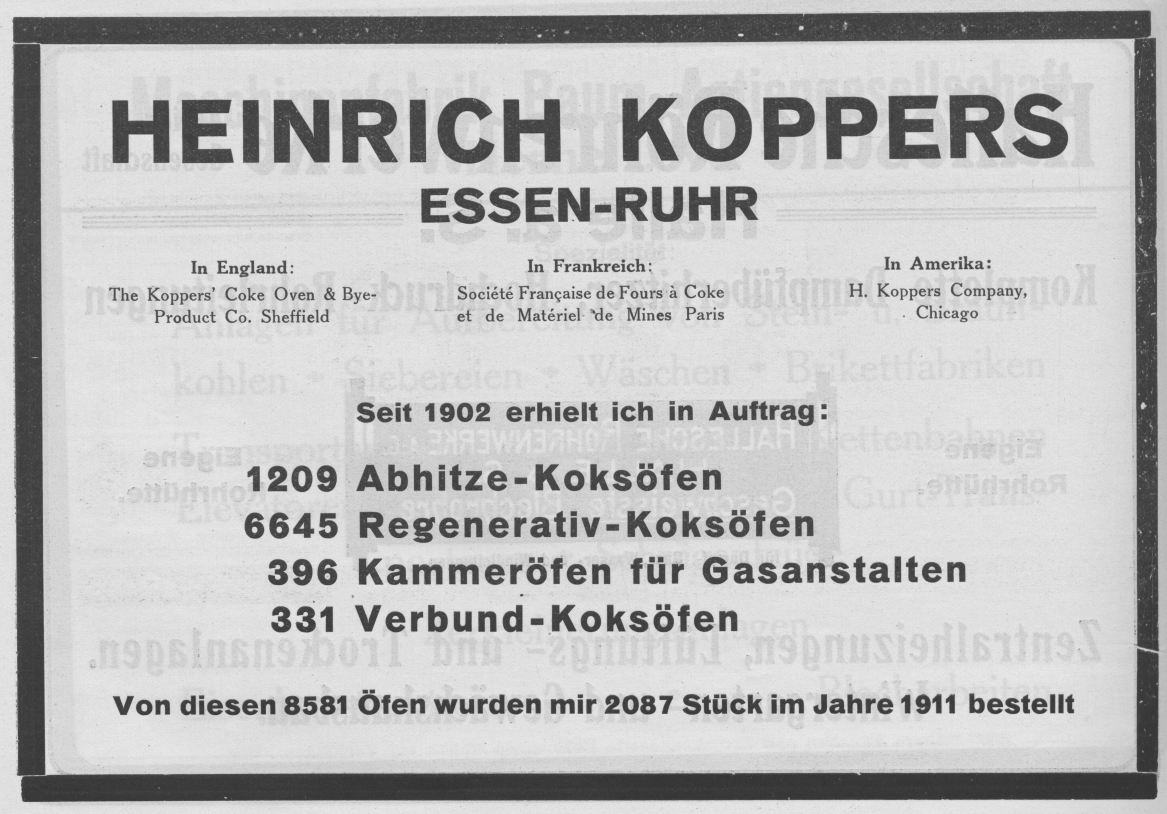 HEINRICH KOPPERS
ESSEN-RUHR
In England:
The Koppers' Coke Oven & Bye-
Product Co. Sheffield
In Frankreich:
Société Française de Fours à Coke
et de Matériel de Mines Paris
In Amerika:
H. Koppers Company,
Chicago
Seit 1902 erhielt ich in Auftrag:
1209 Abhitze-Koksöfen
6645 Regenerativ-Koksöfen
396 Kammeröfen für Gasanstalten
331 Verbund-Koksöfen
Von diesen 8581 Öfen wurden mir 2087 Stück im Jahre 1911 bestellt